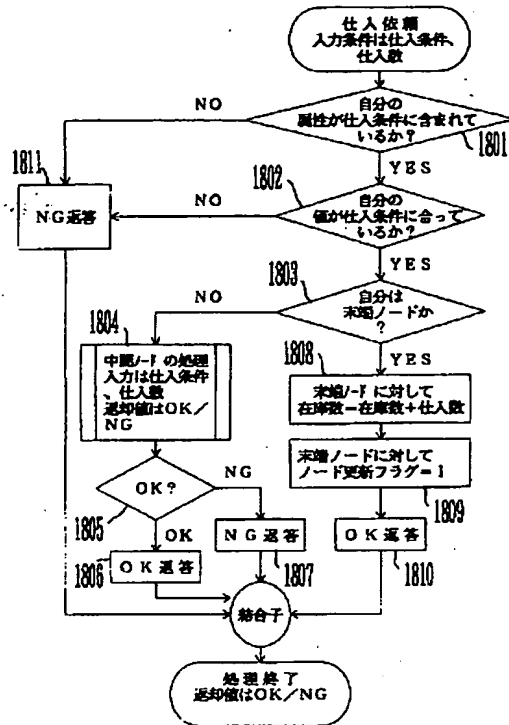 仕入依頼
入力条件は仕入条件、
仕入数
NO
自分の
属性が仕入条件に含まれて
いるか?
1801
YES
1811
NG返答
1802
NO
自分の
値が仕入条件に合って
いるか?
YES
1803
NO
自分は
末端ノードか
?
YES
1804
中間ノードの処理
入力は仕入条件
、仕入数
返却値はOK/
NG
1808
末端ノードに対して
在庫数=在庫数+仕入数
末端ノードに対して
ノード更新フラグ=1
1809
OK?
NG
1805
OK
1806
OK返答
NG返答
1807
OK返答
1810
結合子
処理終了
返却値はOK/NG